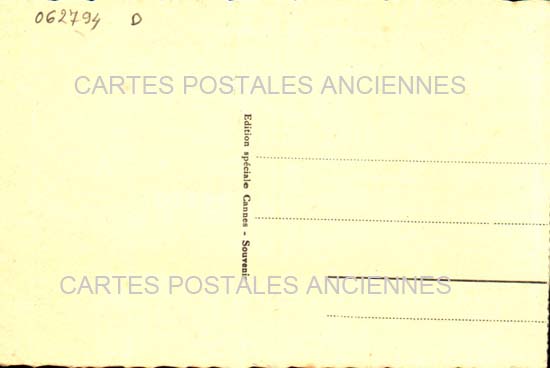 062794 D
CARTES POSTALES ANCIENNES
Edition spéciale Cannes - Souvenir
CARTES POSTALES ANCIENNES